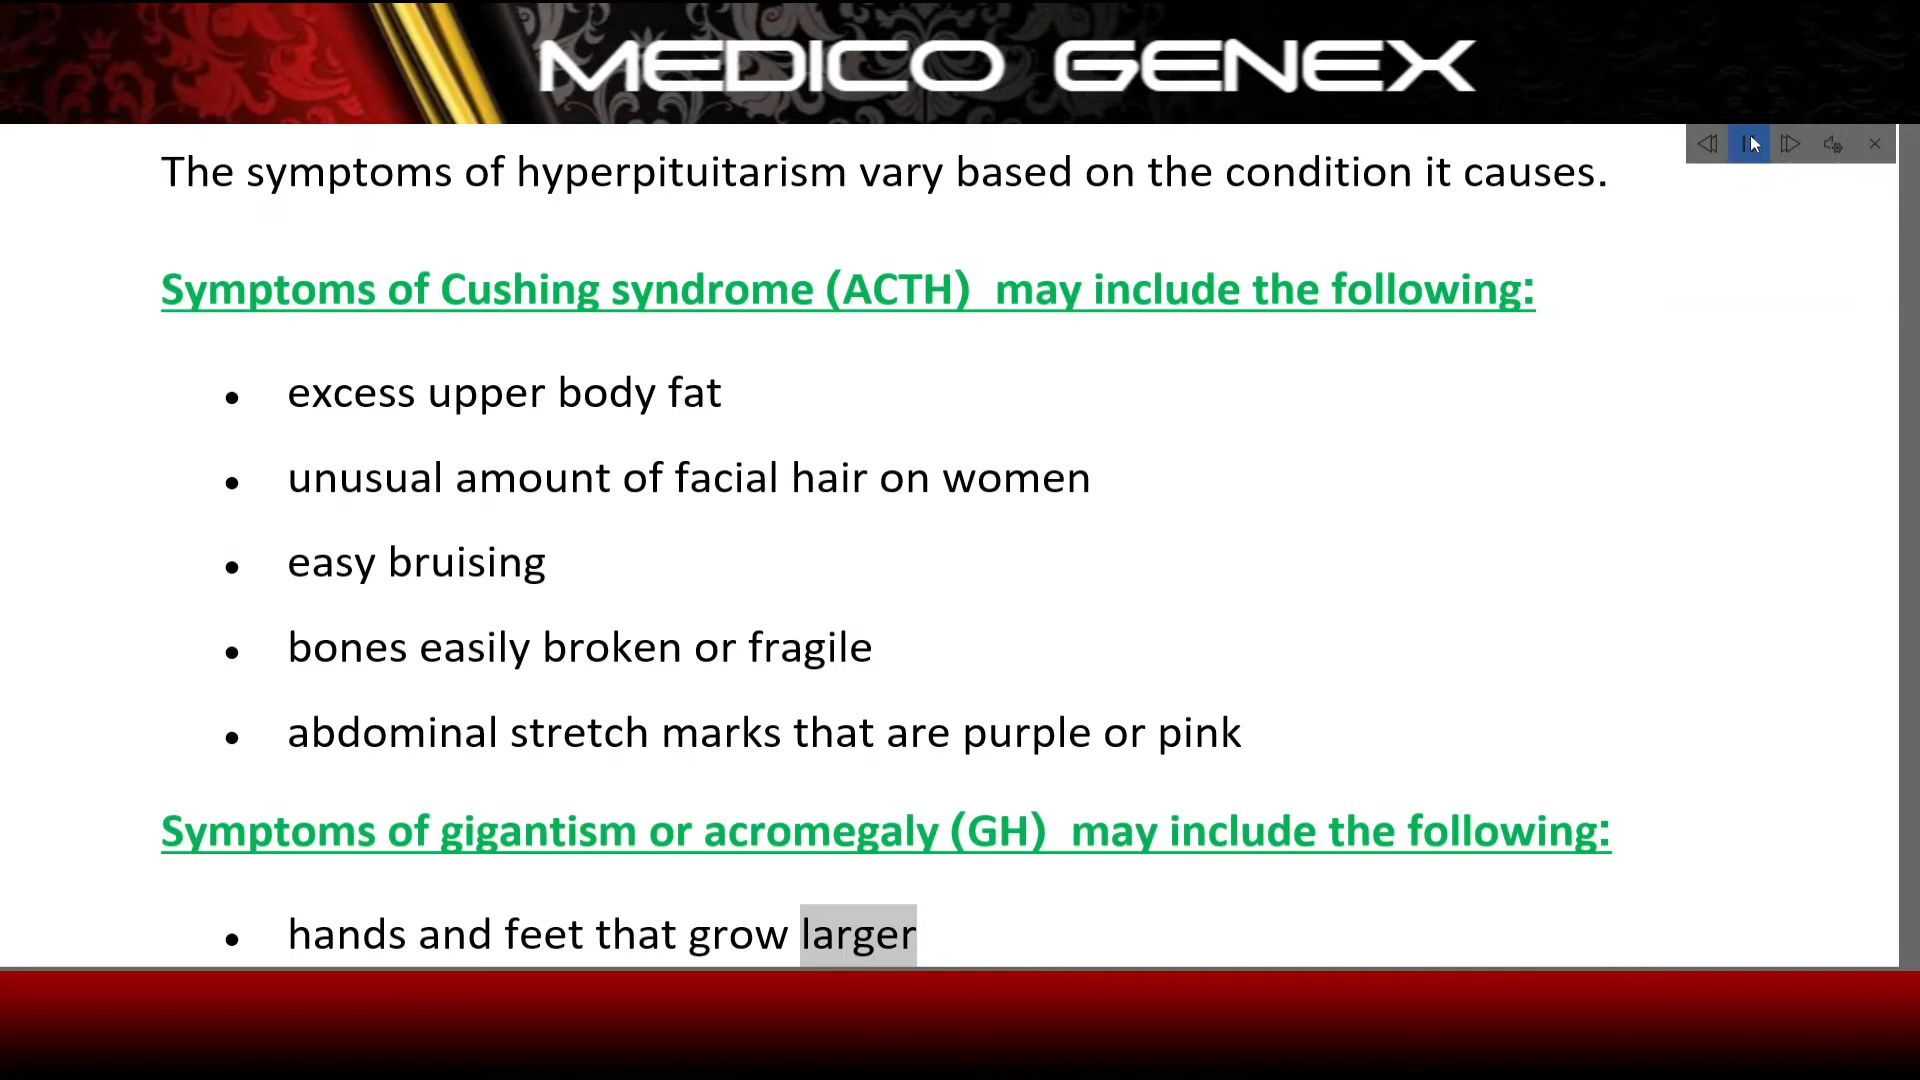 MEDICO GENEX
The symptoms of hyperpituitarism vary based on the condition it causes.
Symptoms of Cushing syndrome (ACTH)  may include the following:
• excess upper body fat
• unusual amount of facial hair on women
• easy bruising
• bones easily broken or fragile
• abdominal stretch marks that are purple or pink
Symptoms of gigantism or acromegaly (GH)  may include the following:
• hands and feet that grow larger